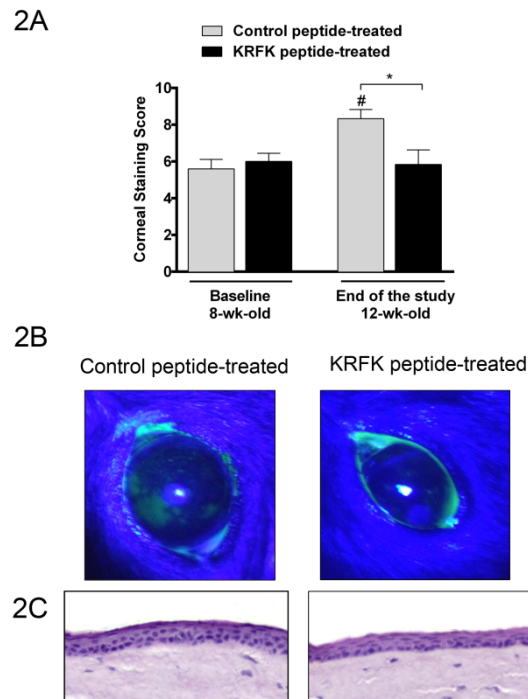 2A
Control peptide-treated
KRFK peptide-treated
Corneal Staining Score
10
8
6
4
2
0
#
*
Baseline
8-wk-old
End of the study
12-wk-old
2B
Control peptide-treated
KRFK peptide-treated
2C